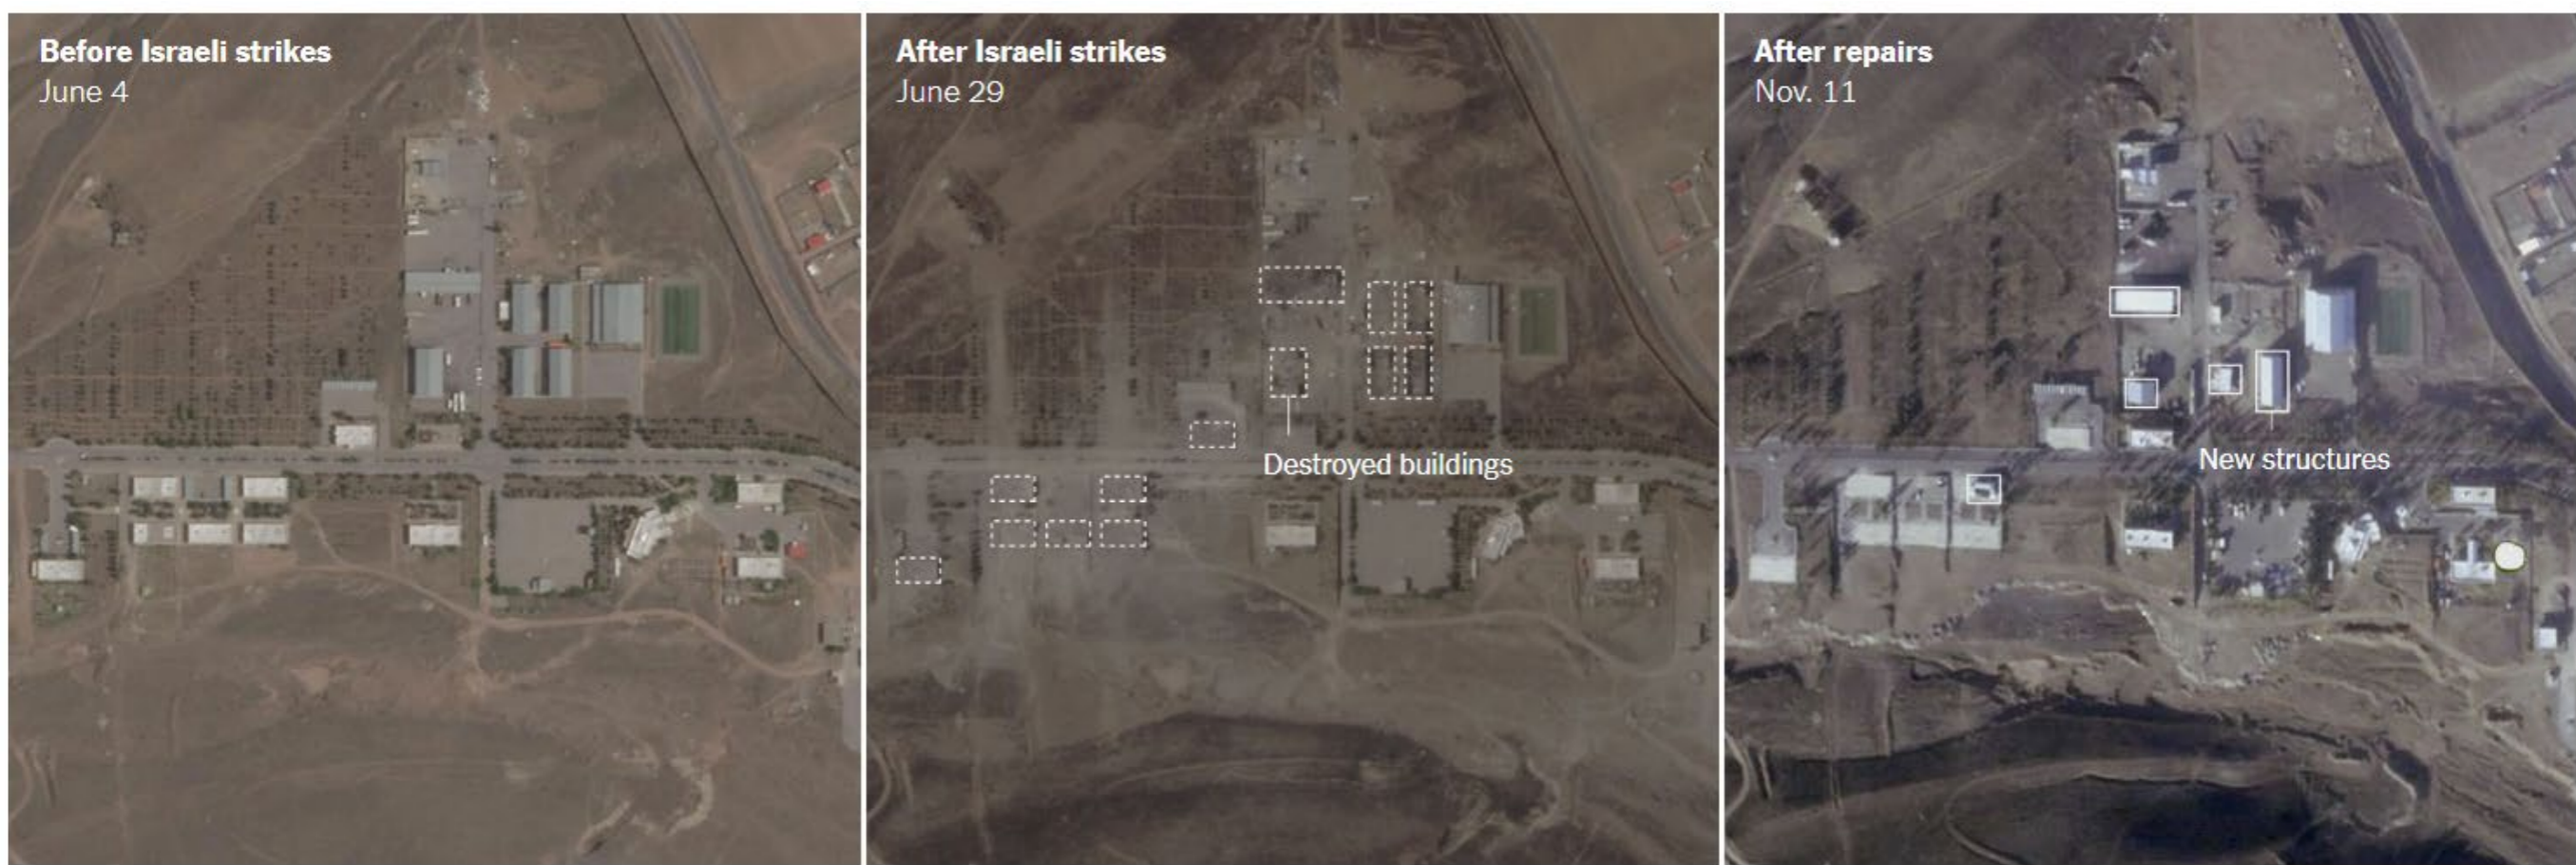 Before Israeli strikes
June 4
After Israeli strikes
June 29
Destroyed buildings
After repairs
Nov. 11
New structures